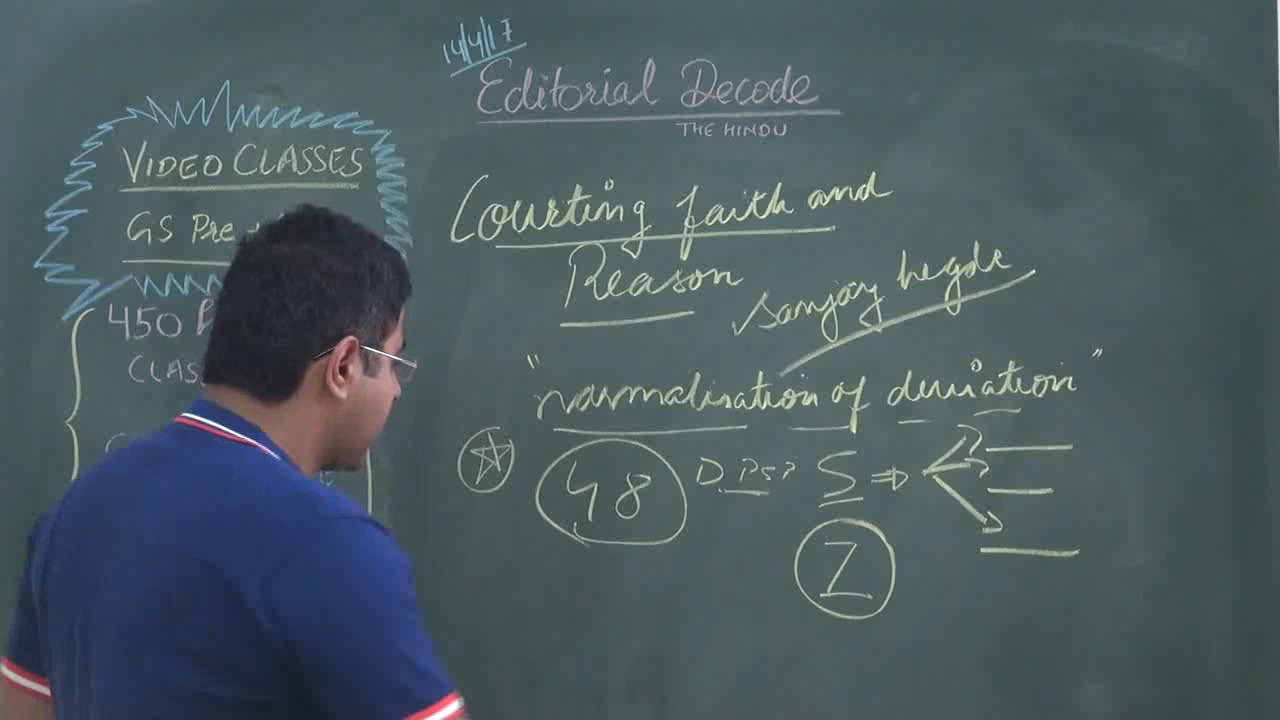 14/4/17
Editorial Decode
THE HINDU
VIDEO CLASSES
GS Pre
450
CLAS
Courting faith and
Reason
Sanjay hegde
"normalisation of deviation"
48 DPSP S ⇒
I